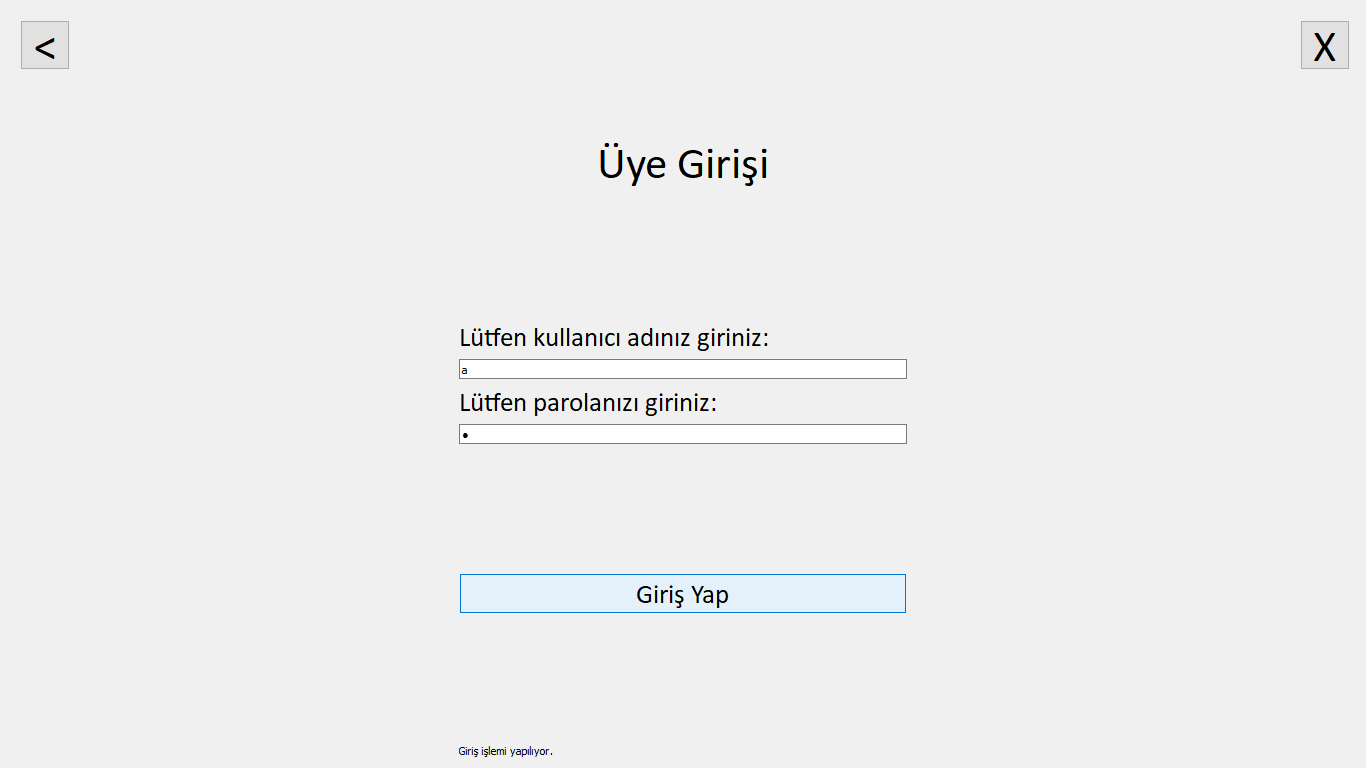 <
X
Üye Girişi
Lütfen kullanıcı adınız giriniz:
a
Lütfen parolanızı giriniz:
•
Giriş Yap
Giriş işlemi yapılıyor.